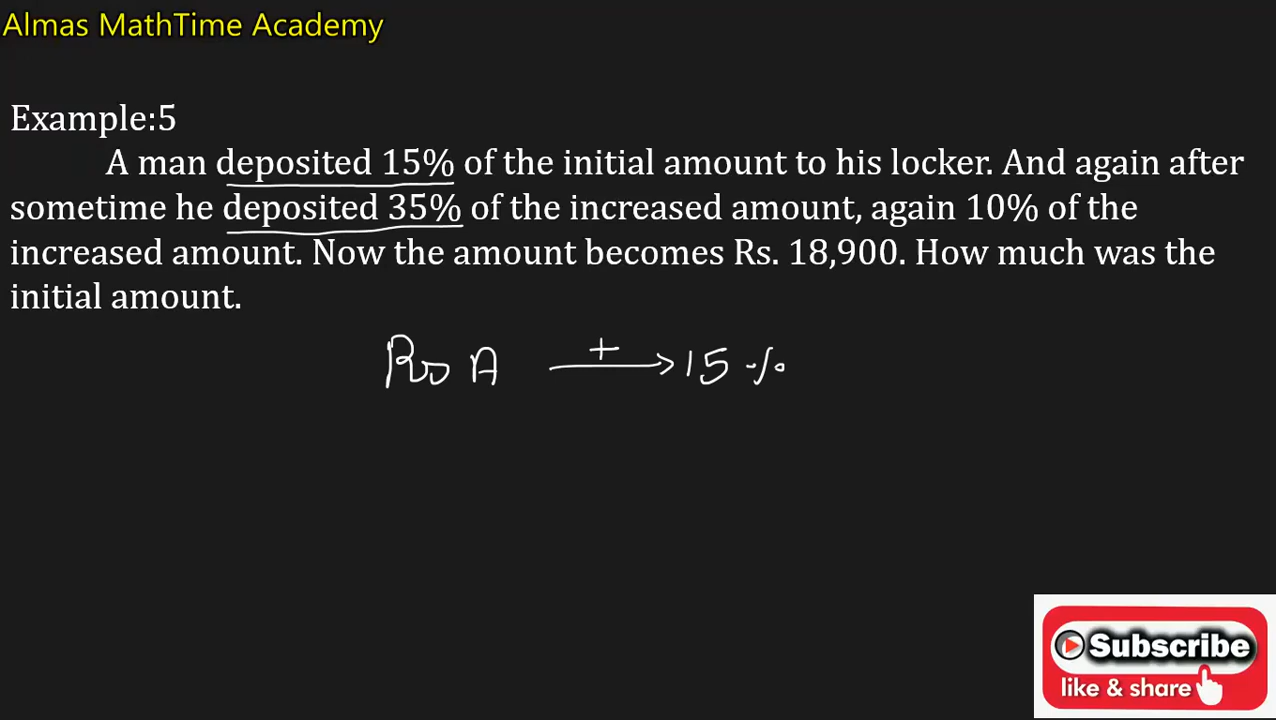 Almas MathTime Academy
Example:5
A man deposited 15% of the initial amount to his locker. And again after
sometime he deposited 35% of the increased amount, again 10% of the
increased amount. Now the amount becomes Rs. 18,900. How much was the
initial amount.
Rs A + → 15 %
Subscribe
like & share